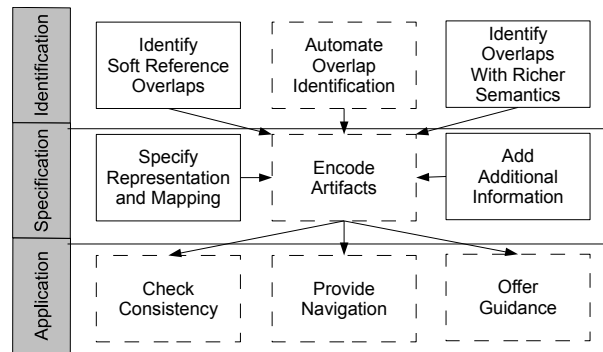 Identification
Identify
Soft Reference
Overlaps
Automate
Overlap
Identification
Identify
Overlaps
With Richer
Semantics
Specification
Specify
Representation
and Mapping
Encode
Artifacts
Add
Additional
Information
Application
Check
Consistency
Provide
Navigation
Offer
Guidance